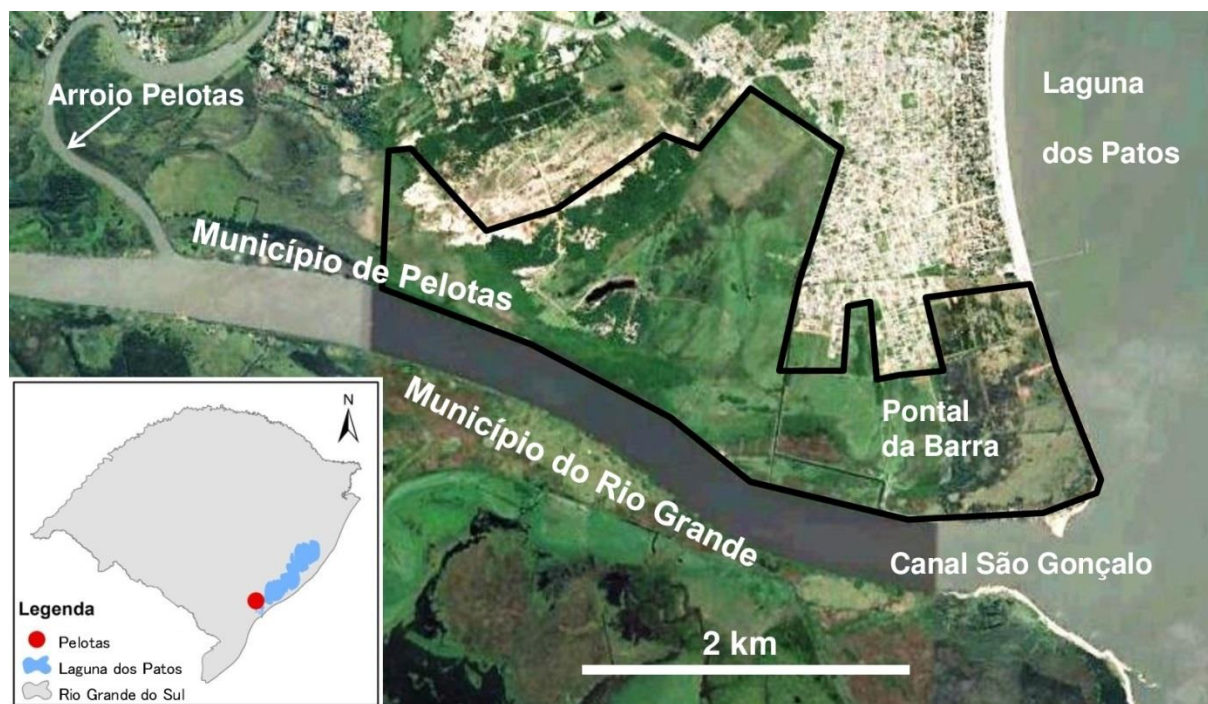 Arroio Pelotas
Laguna
dos Patos
Município de Pelotas
Município do Rio Grande
Pontal
da Barra
Canal São Gonçalo
2 km
N
Legenda
Pelotas
Laguna dos Patos
Rio Grande do Sul